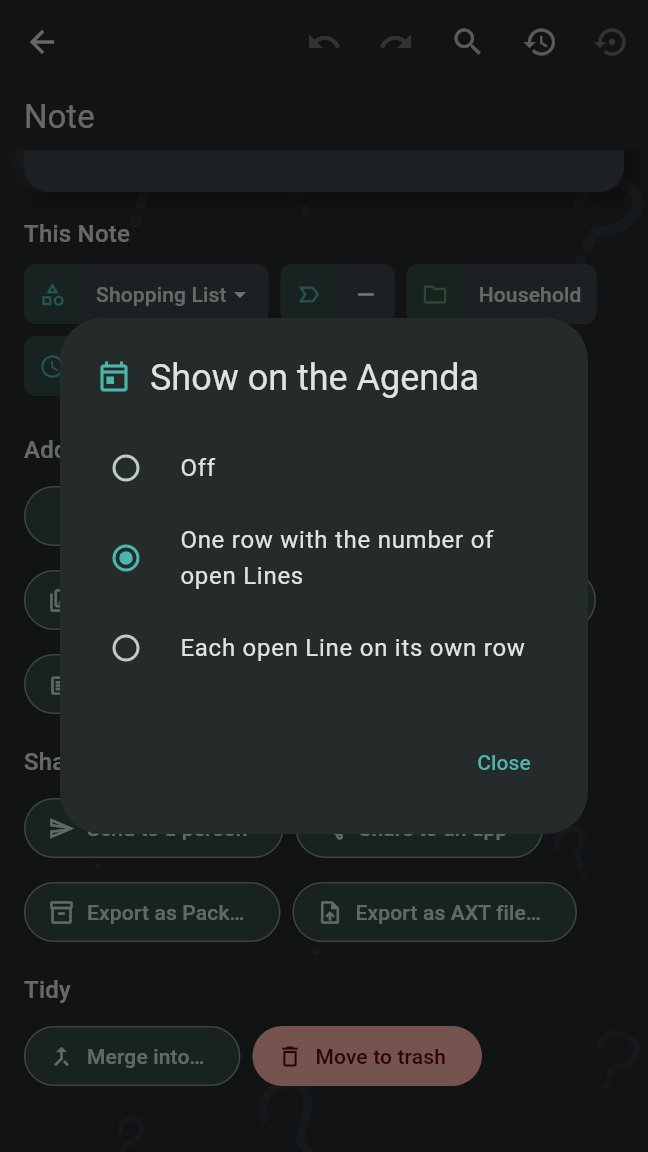 Note
This Note
Shopping List
Household
Show on the Agenda
Off
One row with the number of
open Lines
Each open Line on its own row
Close
Export as Pack…
Export as AXT file…
Tidy
Merge into…
Move to trash